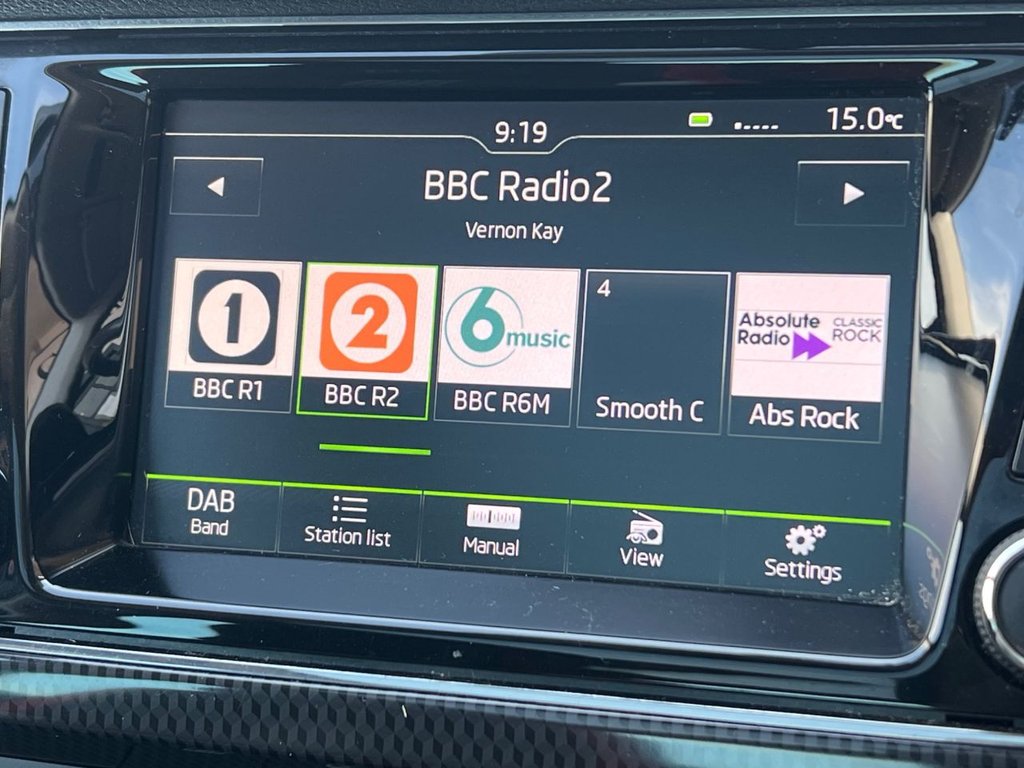 9:19
15.0°C
BBC Radio2
Vernon Kay
1
BBC R1
2
BBC R2
6 music
BBC R6M
4
Smooth C
Absolute Radio
CLASSIC ROCK
Abs Rock
DAB
Band
Station list
Manual
View
Settings